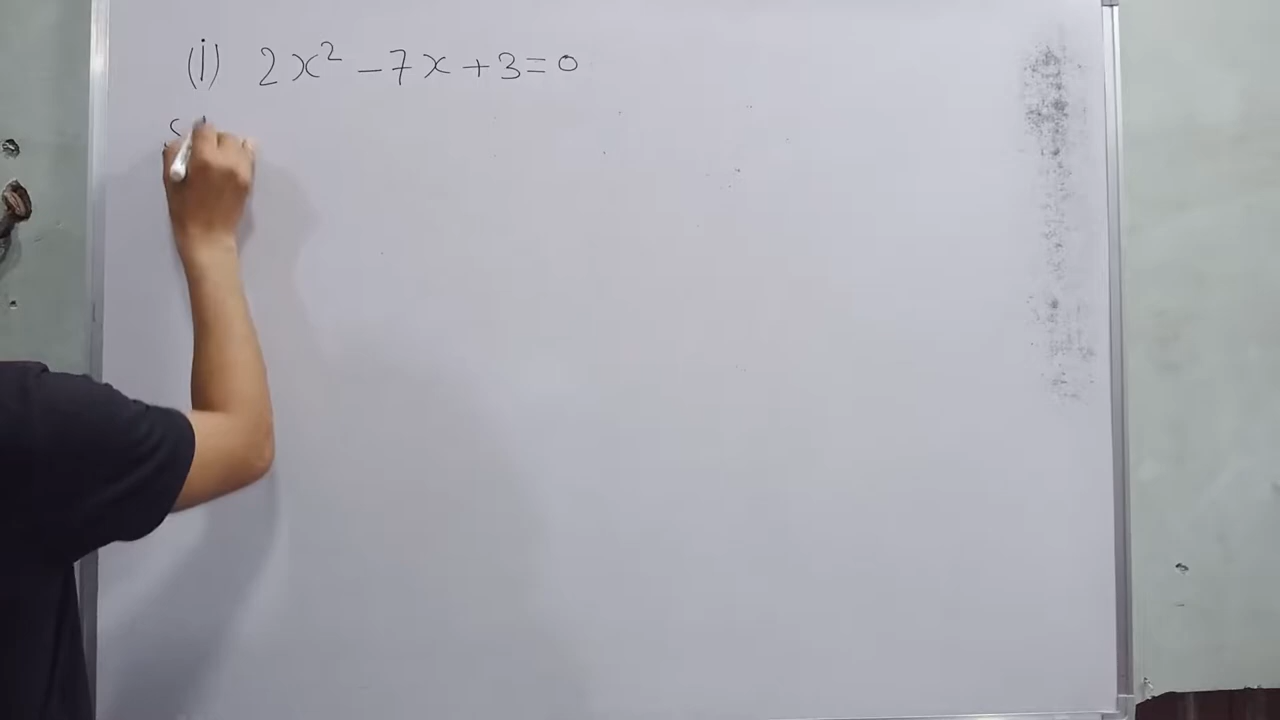 (i) 2x² - 7x + 3 = 0